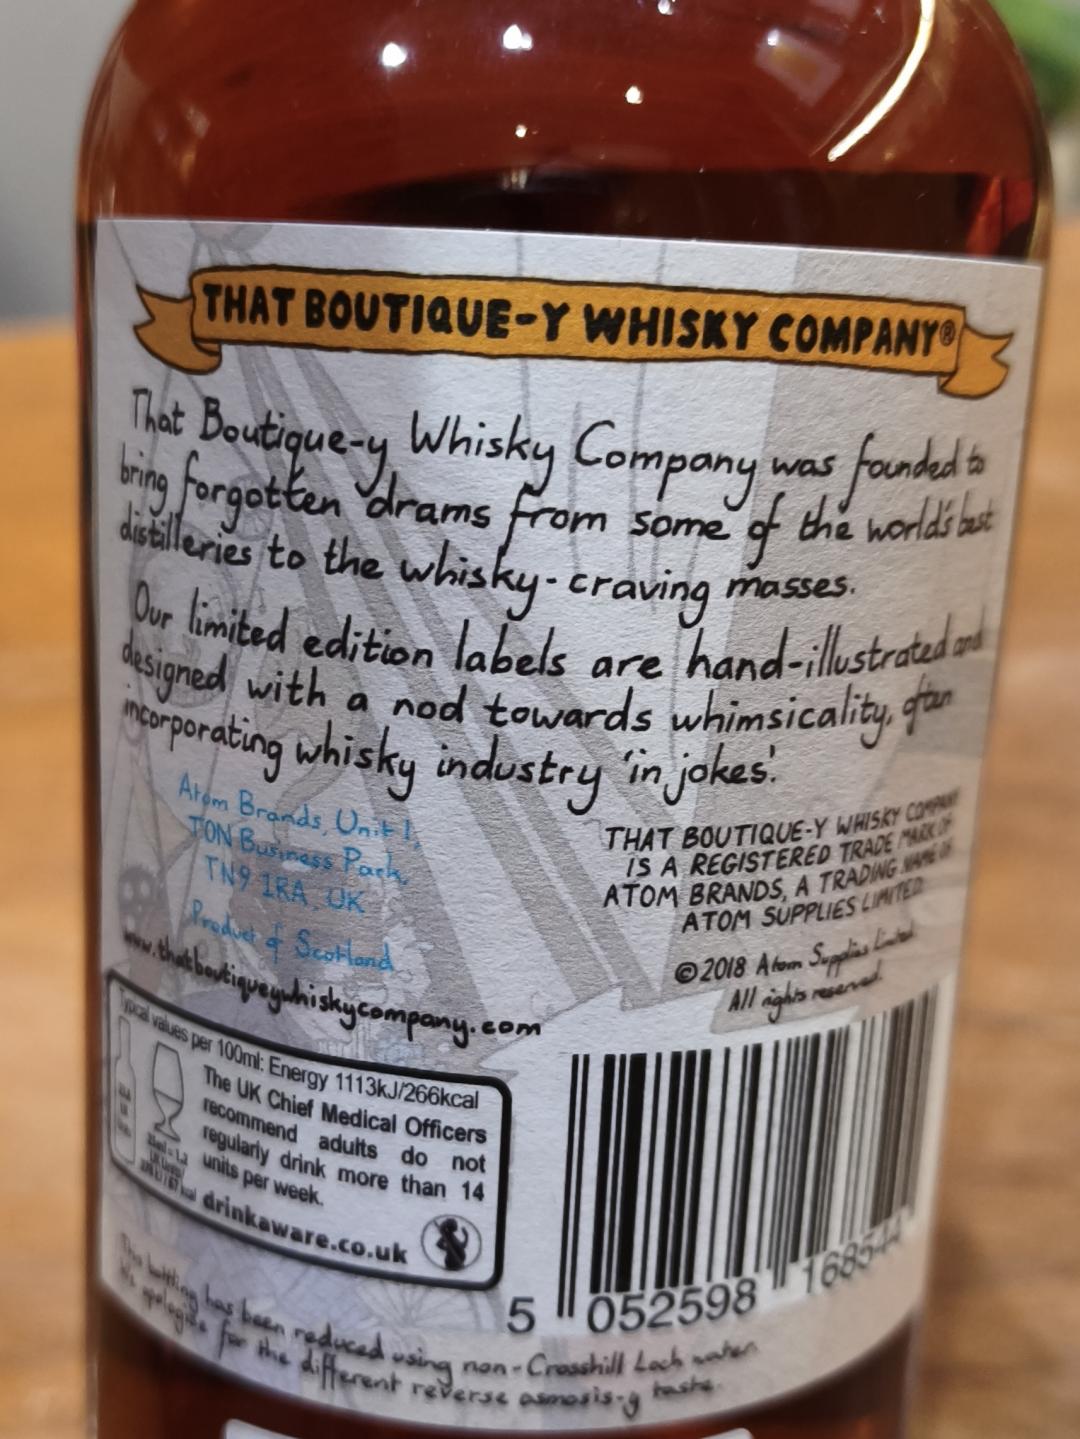 THAT BOUTIQUE-Y WHISKY COMPANY®
That Boutique-y Whisky Company was founded to
bring forgotten drams from some of the world's best
distilleries to the whisky-craving masses.
Our limited edition labels are hand-illustrated and
designed with a nod towards whimsicality, often
incorporating whisky industry 'in jokes'.
Atom Brands, Unit 1,
TON Business Park,
TN9 1RA, UK
Product of Scotland
www.thatboutiqueywhiskycompany.com
THAT BOUTIQUE-Y WHISKY COMPANY
IS A REGISTERED TRADE MARK OF
ATOM BRANDS, A TRADING NAME OF
ATOM SUPPLIES LIMITED.
©2018 Atom Supplies Limited.
All rights reserved.
Typical values per 100ml: Energy 1113kJ/266kcal
The UK Chief Medical Officers
recommend adults do not
regularly drink more than 14
units per week.
drinkaware.co.uk
25ml = 1.2
5 052598 168544
This bottling has been reduced using non-Crosshill Loch water.
We apologise for the different reverse osmosis-y taste.